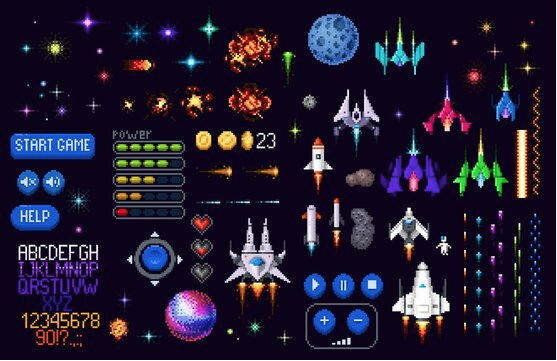 POWER
23
START GAME
HELP
ABCDEFGH
IJKLMNOP
QRSTUVW
XYZ
12345678
90!?.,: